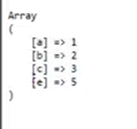 Array
(
    [a] => 1
    [b] => 2
    [c] => 3
    [e] => 5
)